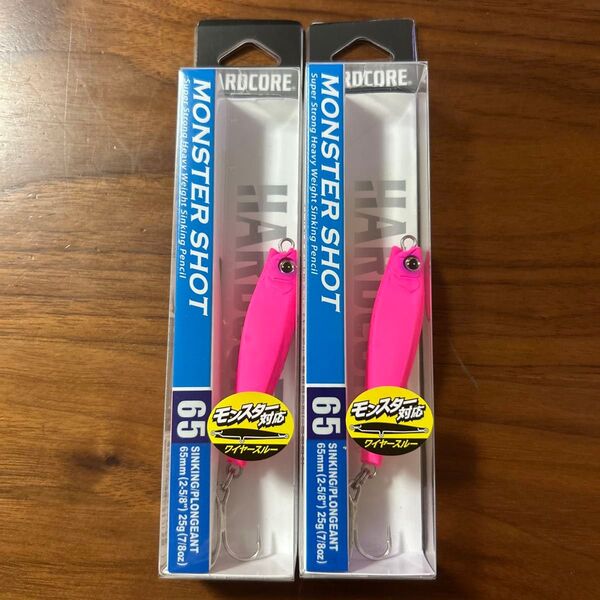 ARDCORE®
MONSTER SHOT
Super Strong Heavy Weight Sinking Pencil
HARDCO
65
SINKING/PLONGEANT
65mm (2-5/8") 25g (7/8oz)
モンスター対応
ワイヤースルー
RDCORE®
MONSTER SHOT
Super Strong Heavy Weight Sinking Pencil
HARDCO
65
SINKING/PLONGEANT
65mm (2-5/8") 25g (7/8oz)
モンスター対応
ワイヤースルー